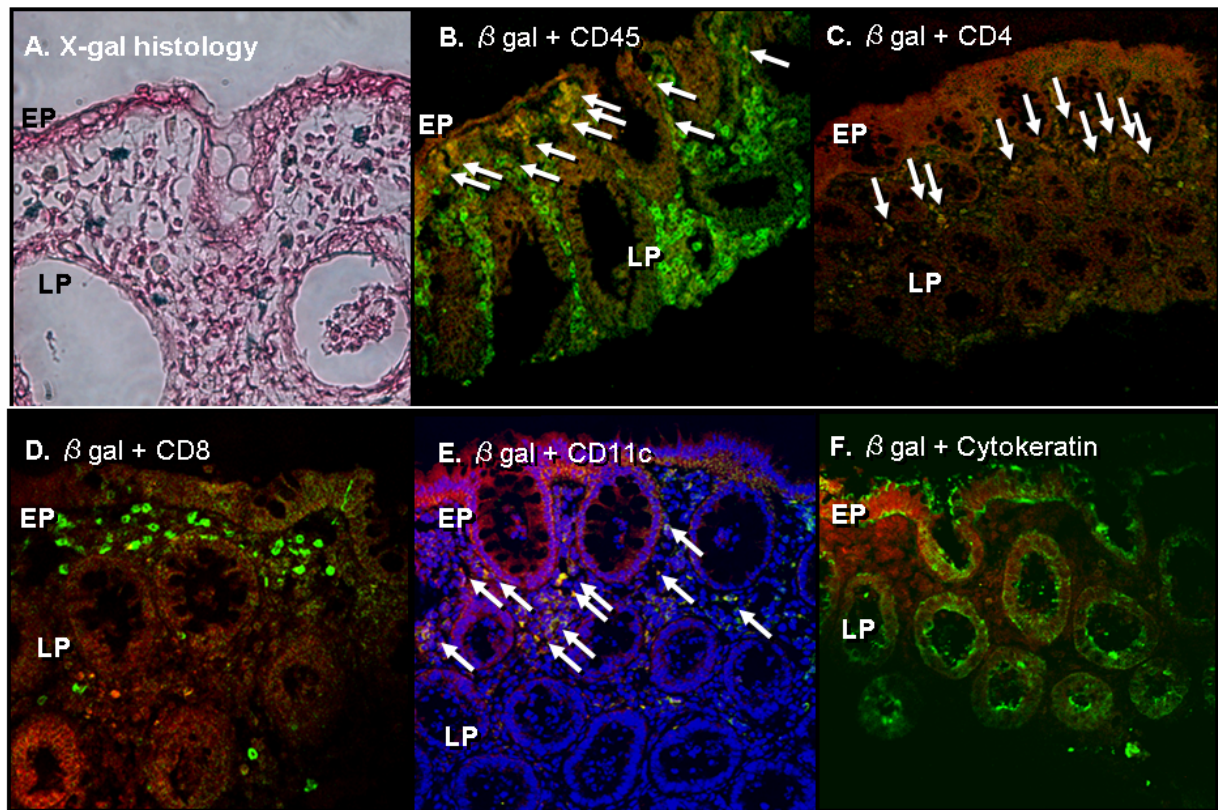 A. X-gal histology
EP
LP
B. β gal + CD45
EP
LP
C. β gal + CD4
EP
LP
D. β gal + CD8
EP
LP
E. β gal + CD11c
EP
LP
F. β gal + Cytokeratin
EP
LP